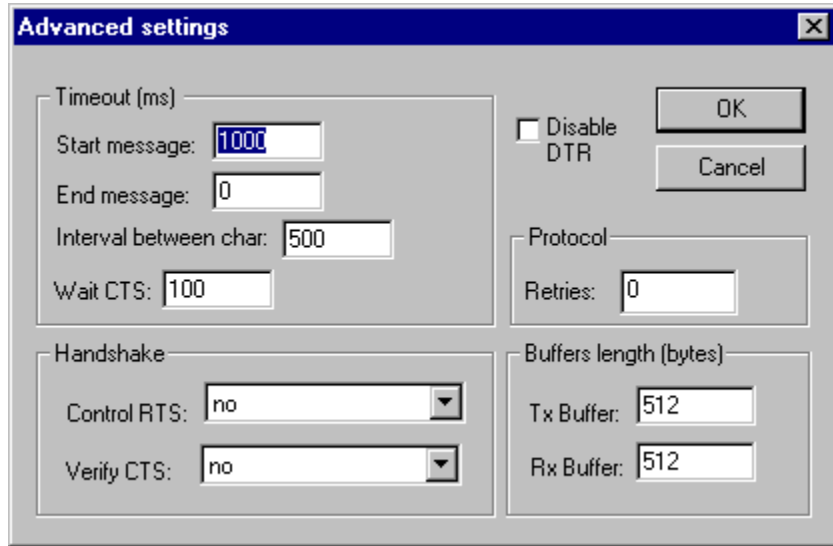 Advanced settings
Timeout (ms)
Start message: 1000
End message: 0
Interval between char: 500
Wait CTS: 100
Disable
DTR
OK
Cancel
Protocol
Retries: 0
Handshake
Control RTS: no
Verify CTS: no
Buffers length (bytes)
Tx Buffer: 512
Rx Buffer: 512